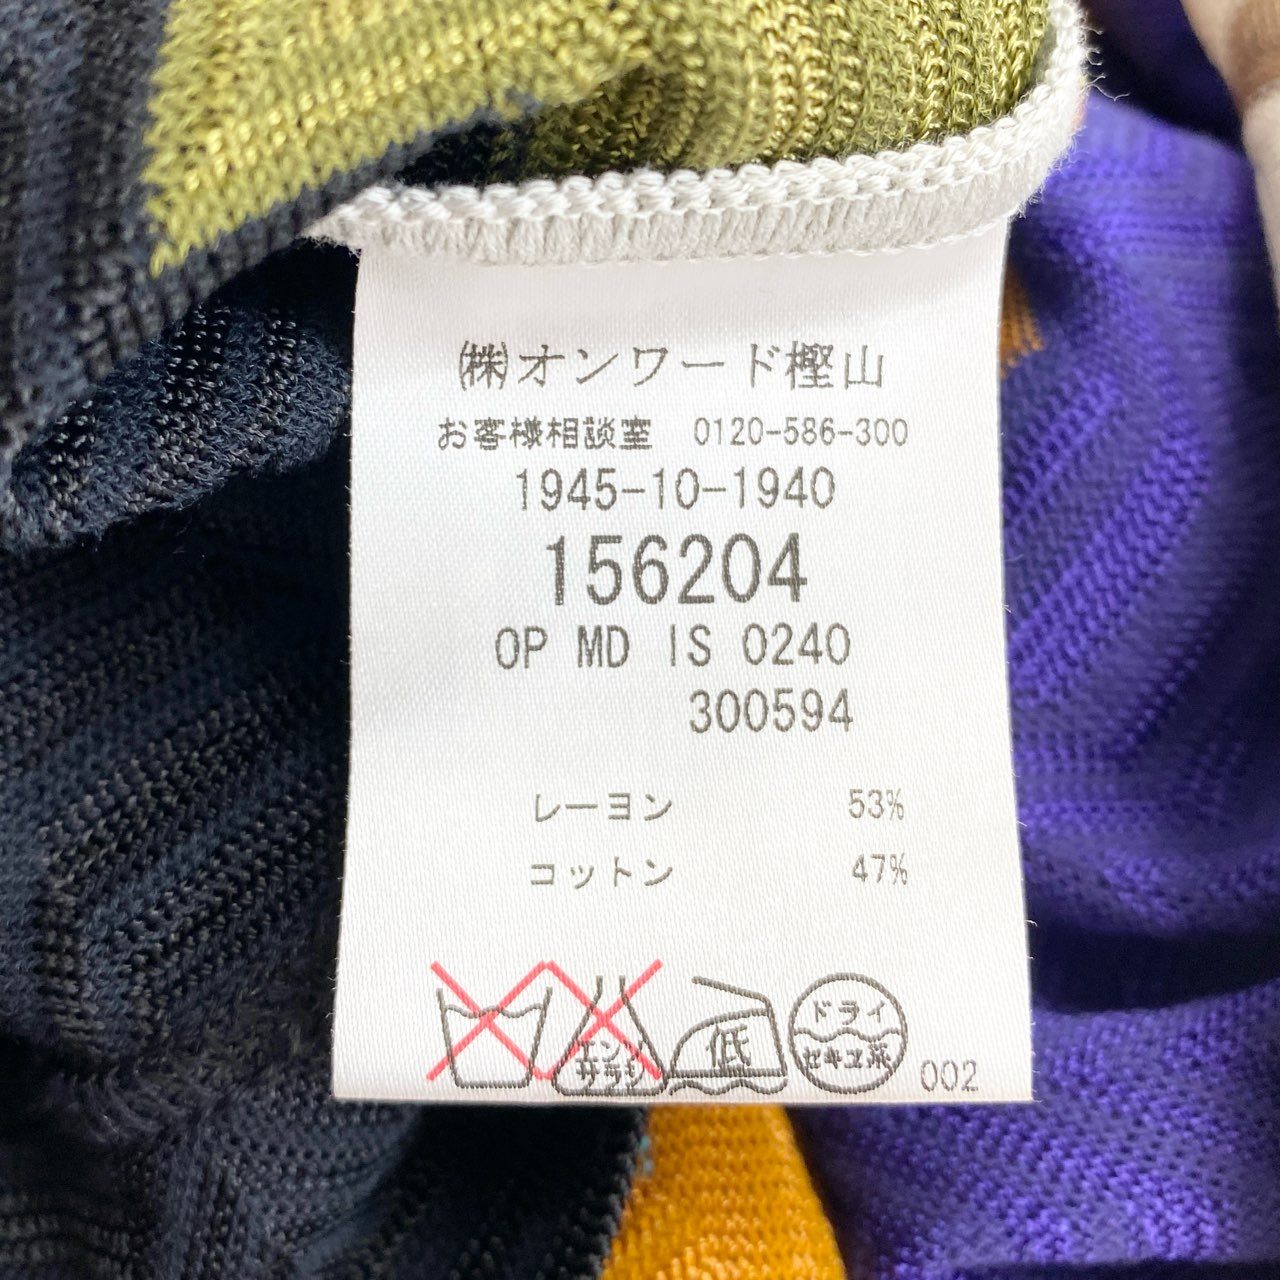 ㈱オンワード樫山
お客様相談室 0120-586-300
1945-10-1940
156204
OP MD IS 0240
300594
レーヨン 53%
コットン 47%
エンソ
サラシ
低
ドライ
セキユ系
002